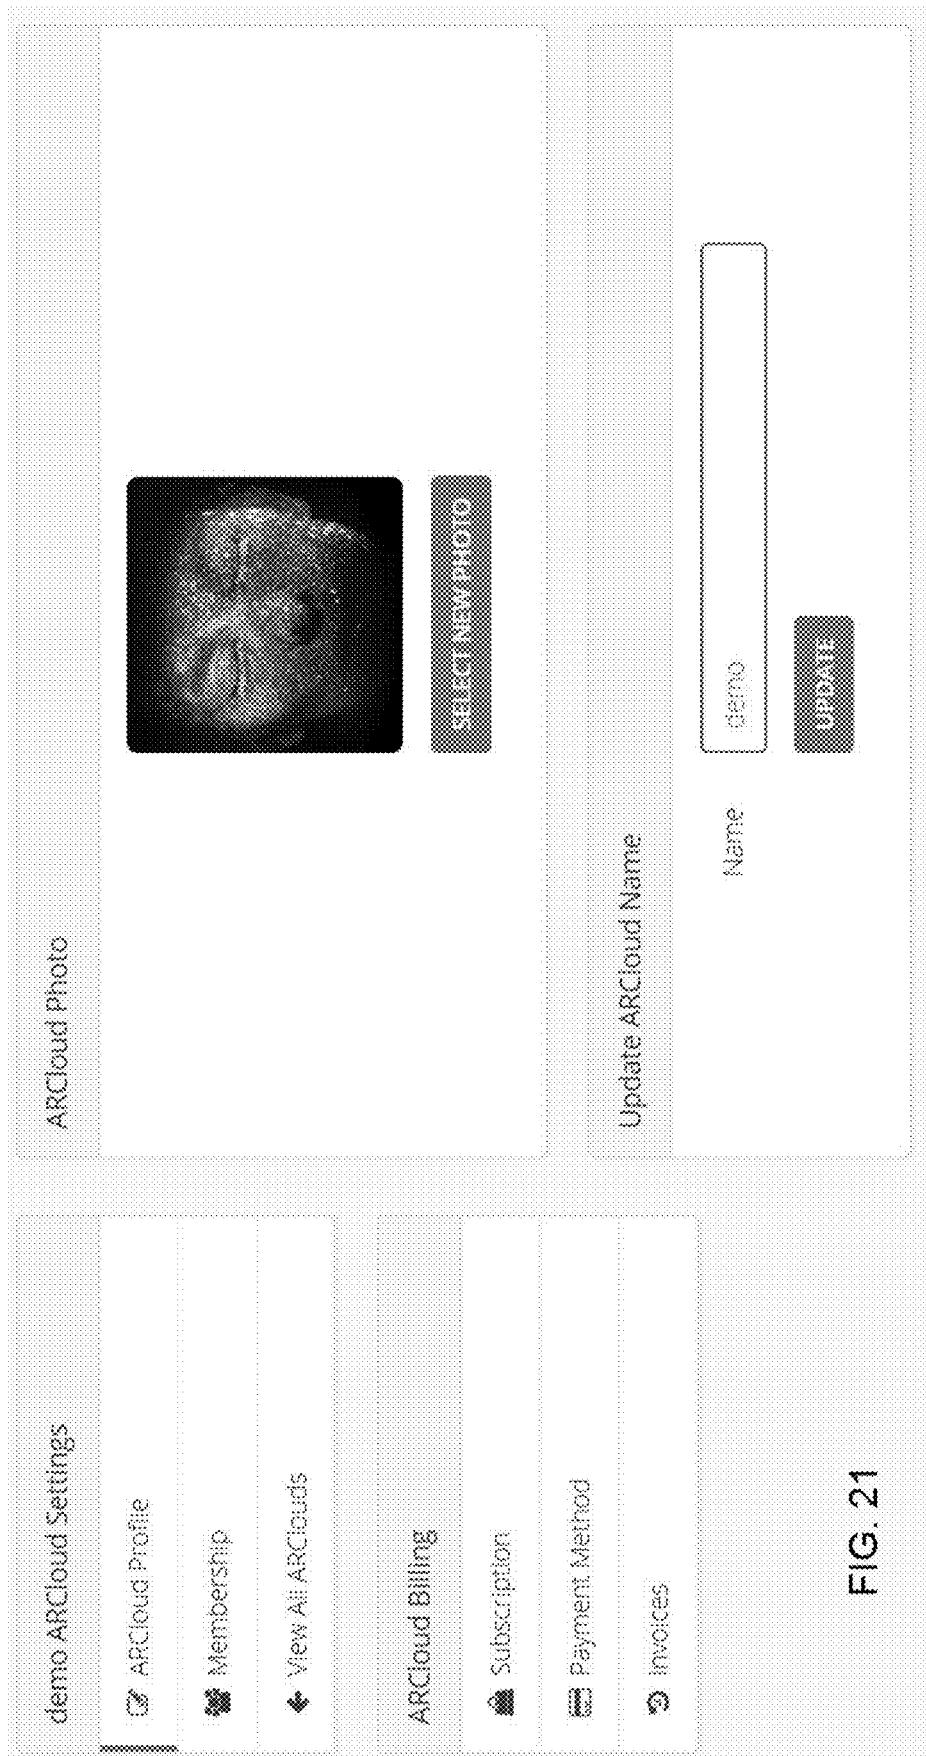 demo ARCloud Settings
ARCloud Profile
Membership
View All ARClouds
ARCloud Billing
Subscription
Payment Method
Invoices
ARCloud Photo
SELECT NEW PHOTO
Update ARCloud Name
Name
demo
UPDATE
FIG. 21